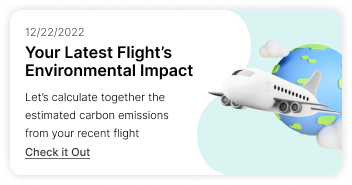 12/22/2022
Your Latest Flight's
Environmental Impact
Let's calculate together the
estimated carbon emissions
from your recent flight
Check it Out